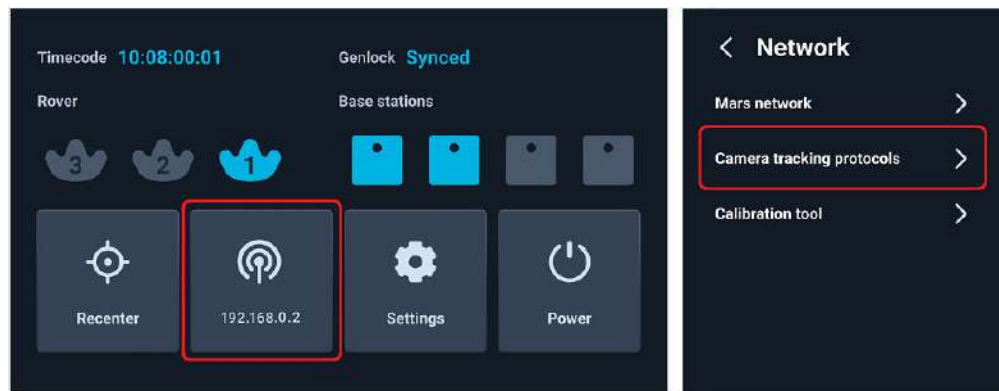 Timecode 10:08:00:01
Genlock Synced
Rover
Base stations
3 2 1
Recenter
192.168.0.2
Settings
Power
Network
Mars network
Camera tracking protocols
Calibration tool